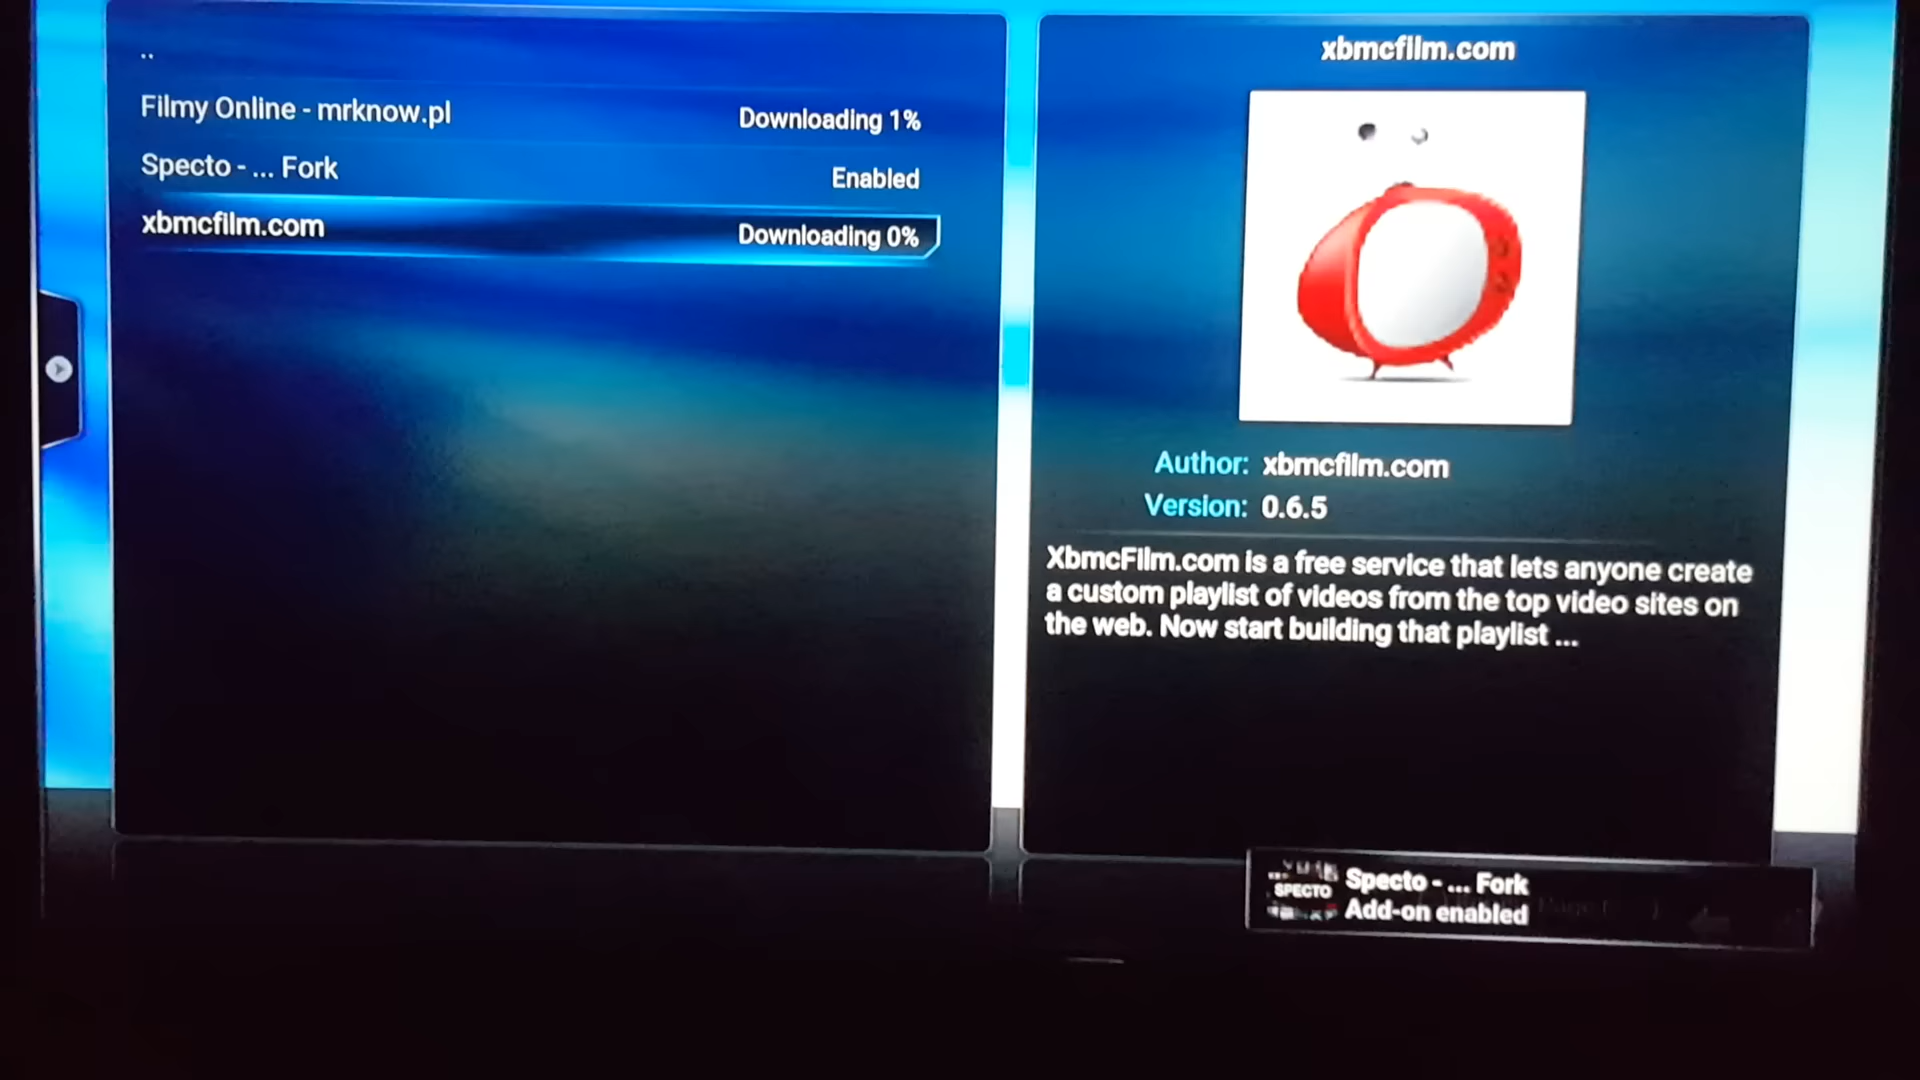 ..
Filmy Online - mrknow.pl
Downloading 1%
Specto - ... Fork
Enabled
xbmcfilm.com
Downloading 0%
xbmcfilm.com
Author: xbmcfilm.com
Version: 0.6.5
XbmcFilm.com is a free service that lets anyone create
a custom playlist of videos from the top video sites on
the web. Now start building that playlist ...
SPECTO
Specto - ... Fork
Add-on enabled